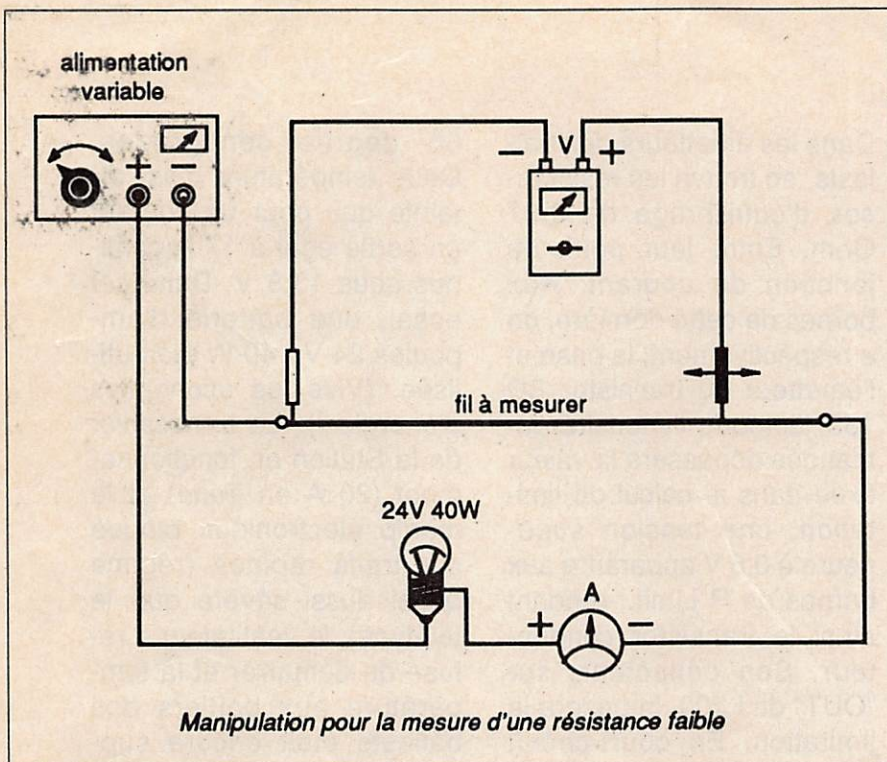 alimentation
variable
+ −
− V +
fil à mesurer
24V 40W
A
+ −
Manipulation pour la mesure d'une résistance faible